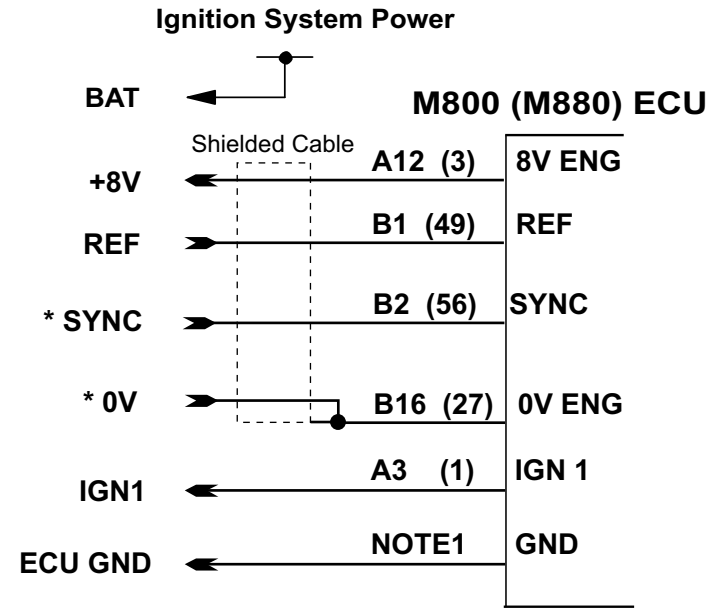 Ignition System Power
BAT
M800 (M880) ECU
Shielded Cable
+8V A12 (3) 8V ENG
REF B1 (49) REF
* SYNC B2 (56) SYNC
* 0V B16 (27) 0V ENG
IGN1 A3 (1) IGN 1
ECU GND NOTE1 GND